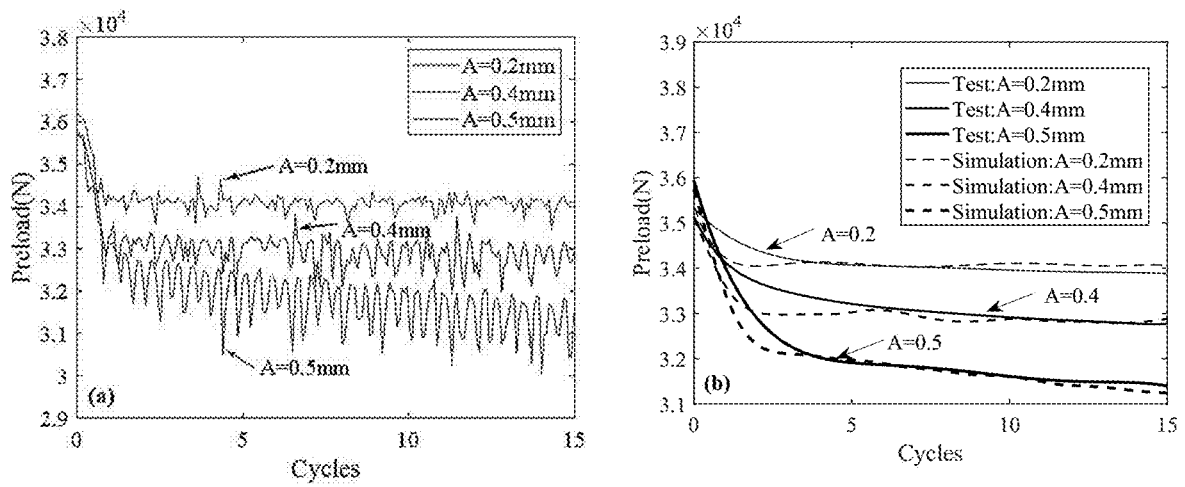 ×10⁴
3.8
3.7
3.6
3.5
3.4
3.3
3.2
3.1
3
2.9
Preload(N)
A=0.2mm
A=0.4mm
A=0.5mm
A=0.2mm
A=0.4mm
A=0.5mm
(a)
0 5 10 15
Cycles
×10⁴
3.9
3.8
3.7
3.6
3.5
3.4
3.3
3.2
3.1
Preload(N)
Test:A=0.2mm
Test:A=0.4mm
Test:A=0.5mm
Simulation:A=0.2mm
Simulation:A=0.4mm
Simulation:A=0.5mm
A=0.2
A=0.4
A=0.5
(b)
0 5 10 15
Cycles